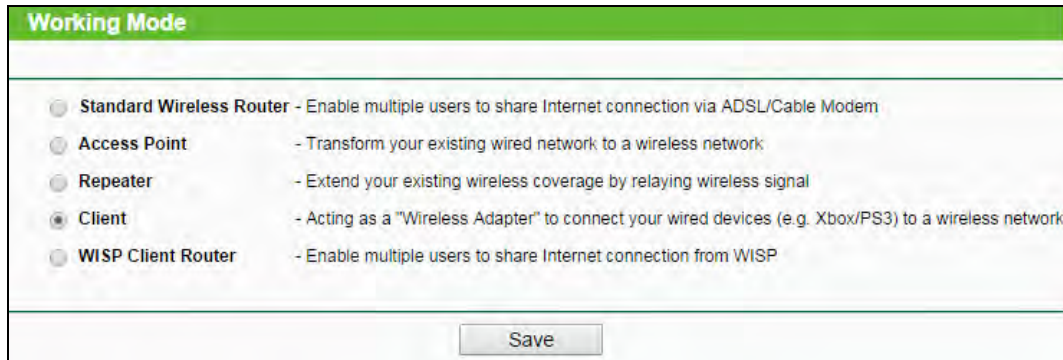 Working Mode
Standard Wireless Router - Enable multiple users to share Internet connection via ADSL/Cable Modem
Access Point - Transform your existing wired network to a wireless network
Repeater - Extend your existing wireless coverage by relaying wireless signal
Client - Acting as a "Wireless Adapter" to connect your wired devices (e.g. Xbox/PS3) to a wireless network
WISP Client Router - Enable multiple users to share Internet connection from WISP
Save